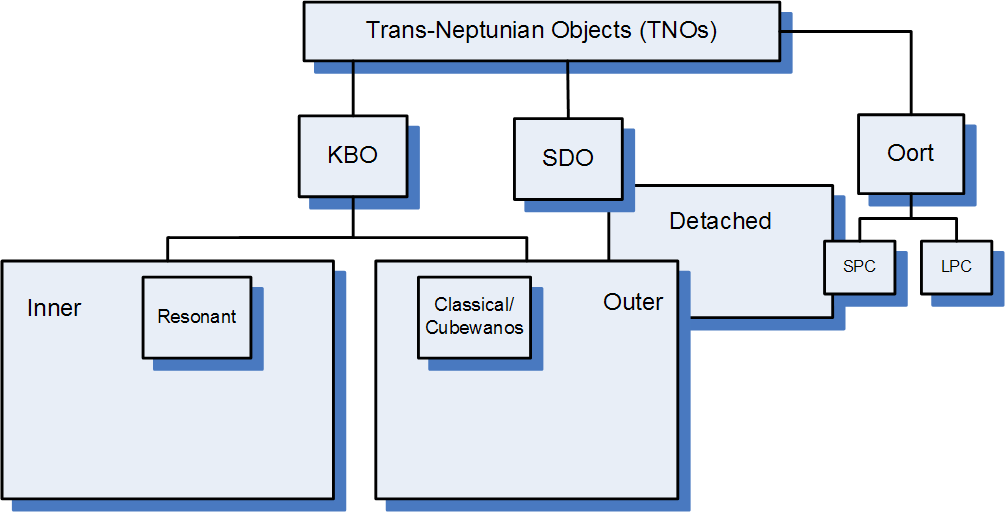 Trans-Neptunian Objects (TNOs)
KBO
SDO
Oort
Detached
SPC
LPC
Inner
Resonant
Classical/
Cubewanos
Outer